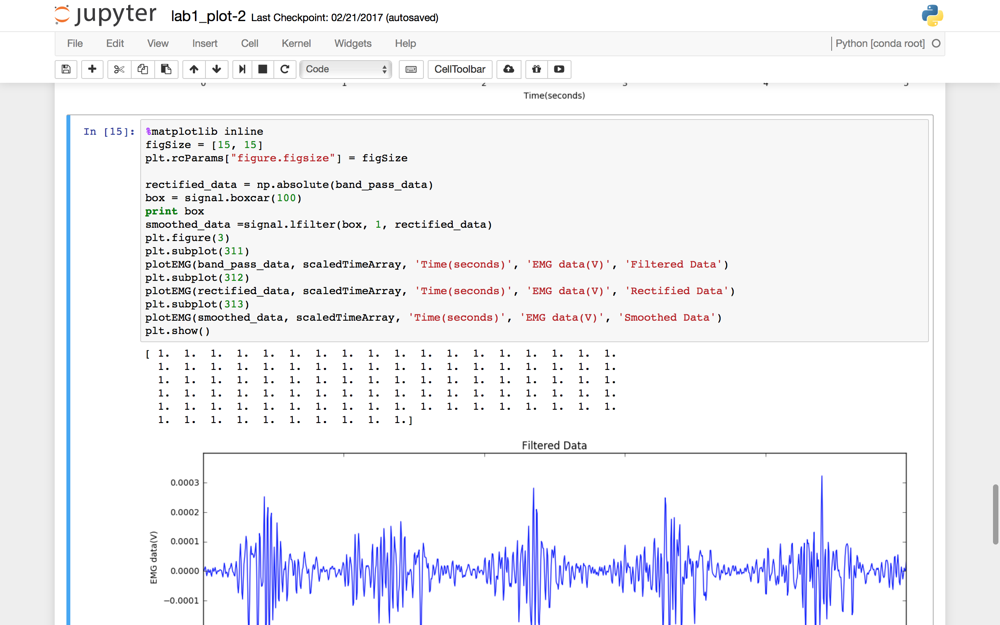 jupyter lab1_plot-2 Last Checkpoint: 02/21/2017 (autosaved)
File Edit View Insert Cell Kernel Widgets Help Python [conda root]
Code CellToolbar
0 1 2 3 4 5
Time(seconds)
In [15]: %matplotlib inline
figSize = [15, 15]
plt.rcParams["figure.figsize"] = figSize
rectified_data = np.absolute(band_pass_data)
box = signal.boxcar(100)
print box
smoothed_data =signal.lfilter(box, 1, rectified_data)
plt.figure(3)
plt.subplot(311)
plotEMG(band_pass_data, scaledTimeArray, 'Time(seconds)', 'EMG data(V)', 'Filtered Data')
plt.subplot(312)
plotEMG(rectified_data, scaledTimeArray, 'Time(seconds)', 'EMG data(V)', 'Rectified Data')
plt.subplot(313)
plotEMG(smoothed_data, scaledTimeArray, 'Time(seconds)', 'EMG data(V)', 'Smoothed Data')
plt.show()
[ 1. 1. 1. 1. 1. 1. 1. 1. 1. 1. 1. 1. 1. 1. 1. 1. 1. 1.
1. 1. 1. 1. 1. 1. 1. 1. 1. 1. 1. 1. 1. 1. 1. 1. 1. 1.
1. 1. 1. 1. 1. 1. 1. 1. 1. 1. 1. 1. 1. 1. 1. 1. 1. 1.
1. 1. 1. 1. 1. 1. 1. 1. 1. 1. 1. 1. 1. 1. 1. 1. 1. 1.
1. 1. 1. 1. 1. 1. 1. 1. 1. 1. 1. 1. 1. 1. 1. 1. 1. 1.
1. 1. 1. 1. 1. 1. 1. 1. 1. 1.]
Filtered Data
0.0003
0.0002
0.0001
0.0000
−0.0001
EMG data(V)